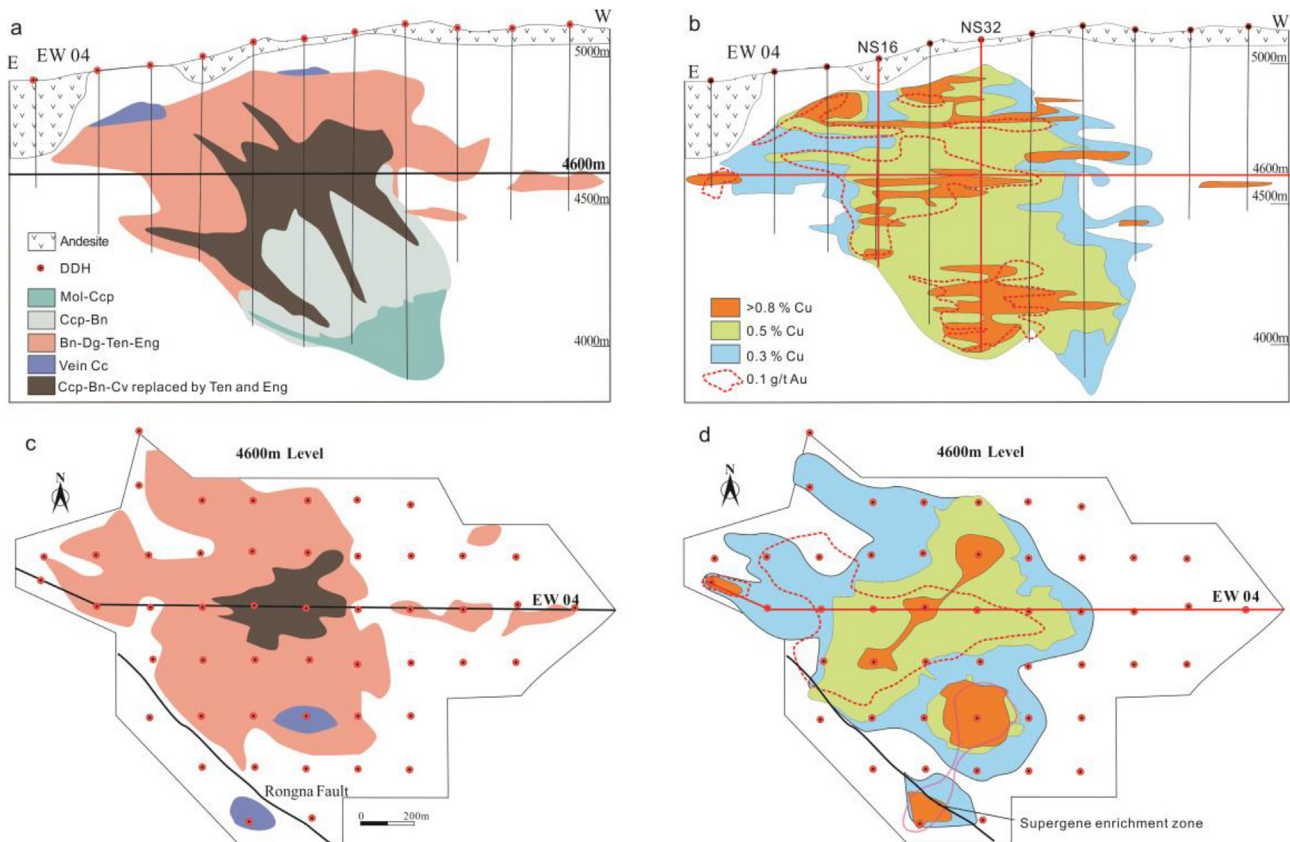 a
W
E
EW 04
5000m
4600m
4500m
4000m
Andesite
DDH
Mol-Ccp
Ccp-Bn
Bn-Dg-Ten-Eng
Vein Cc
Ccp-Bn-Cv replaced by Ten and Eng
b
W
E
EW 04
NS16
NS32
5000m
4600m
4500m
4000m
>0.8 % Cu
0.5 % Cu
0.3 % Cu
0.1 g/t Au
c
4600m Level
N
EW 04
Rongna Fault
0
200m
d
4600m Level
N
EW 04
Supergene enrichment zone